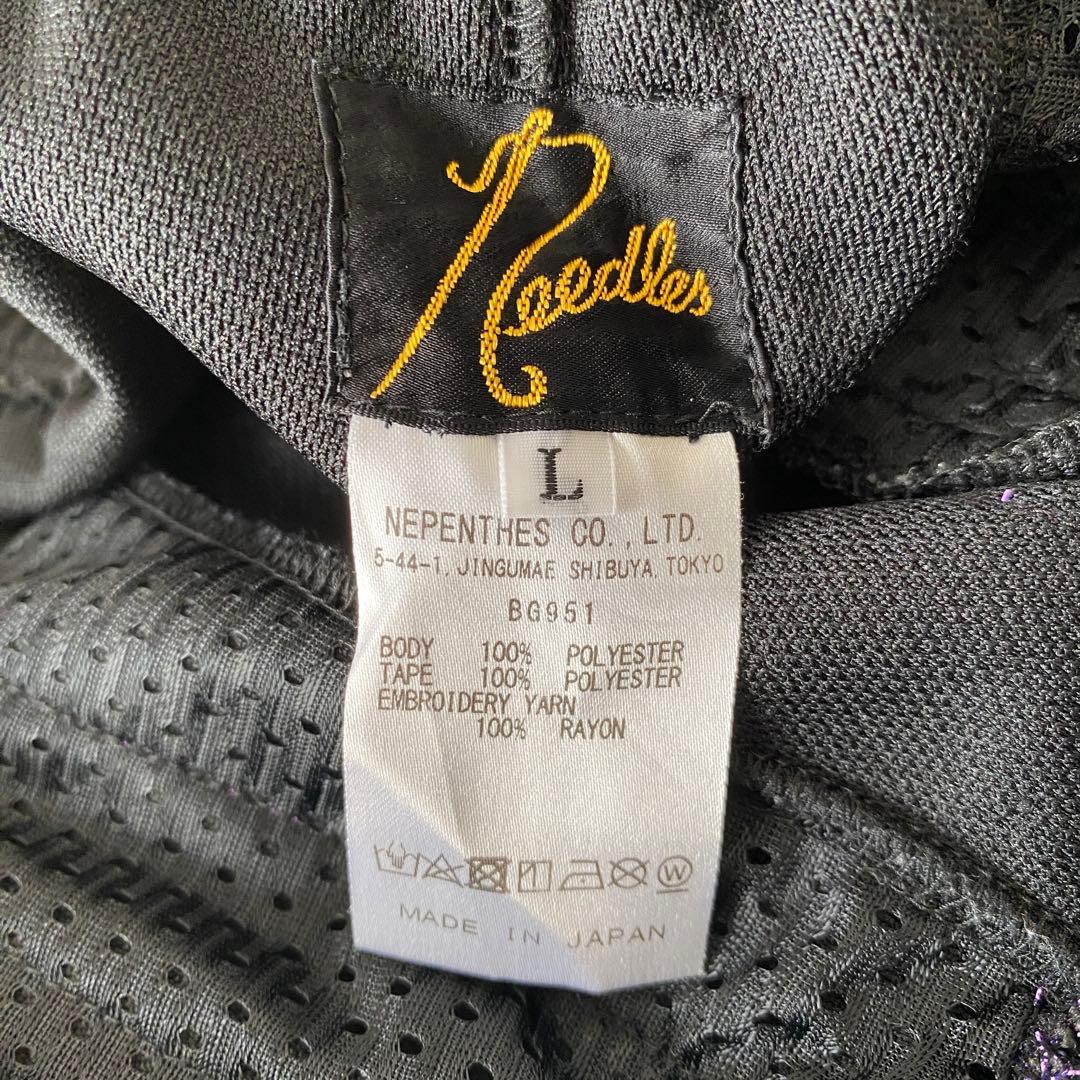 Needles
L
NEPENTHES CO., LTD.
5-44-1, JINGUMAE SHIBUYA TOKYO
BG951
BODY 100% POLYESTER
TAPE 100% POLYESTER
EMBROIDERY YARN
100% RAYON
W
MADE IN JAPAN